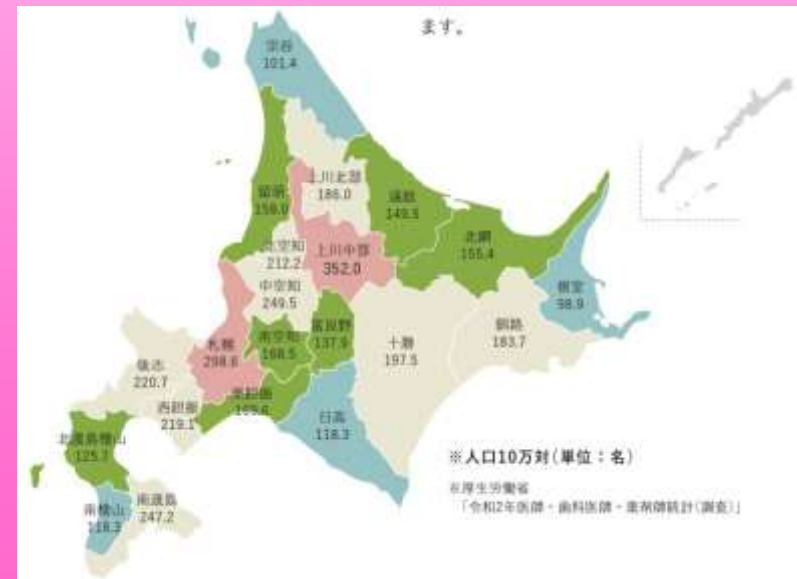 ます。
宗谷
101.4
上川北部
186.0
留萌
159.0
遠紋
149.5
北網
155.4
北空知
212.2
上川中部
352.0
中空知
249.5
根室
98.9
釧路
183.7
札幌
298.6
南空知
168.5
富良野
137.9
十勝
197.5
後志
220.7
東胆振
西胆振
219.1
日高
118.3
北渡島檜山
125.7
南檜山
118.3
南渡島
247.2
※人口10万対(単位：名)
※厚生労働省
「令和2年医師・歯科医師・薬剤師統計(調査)」